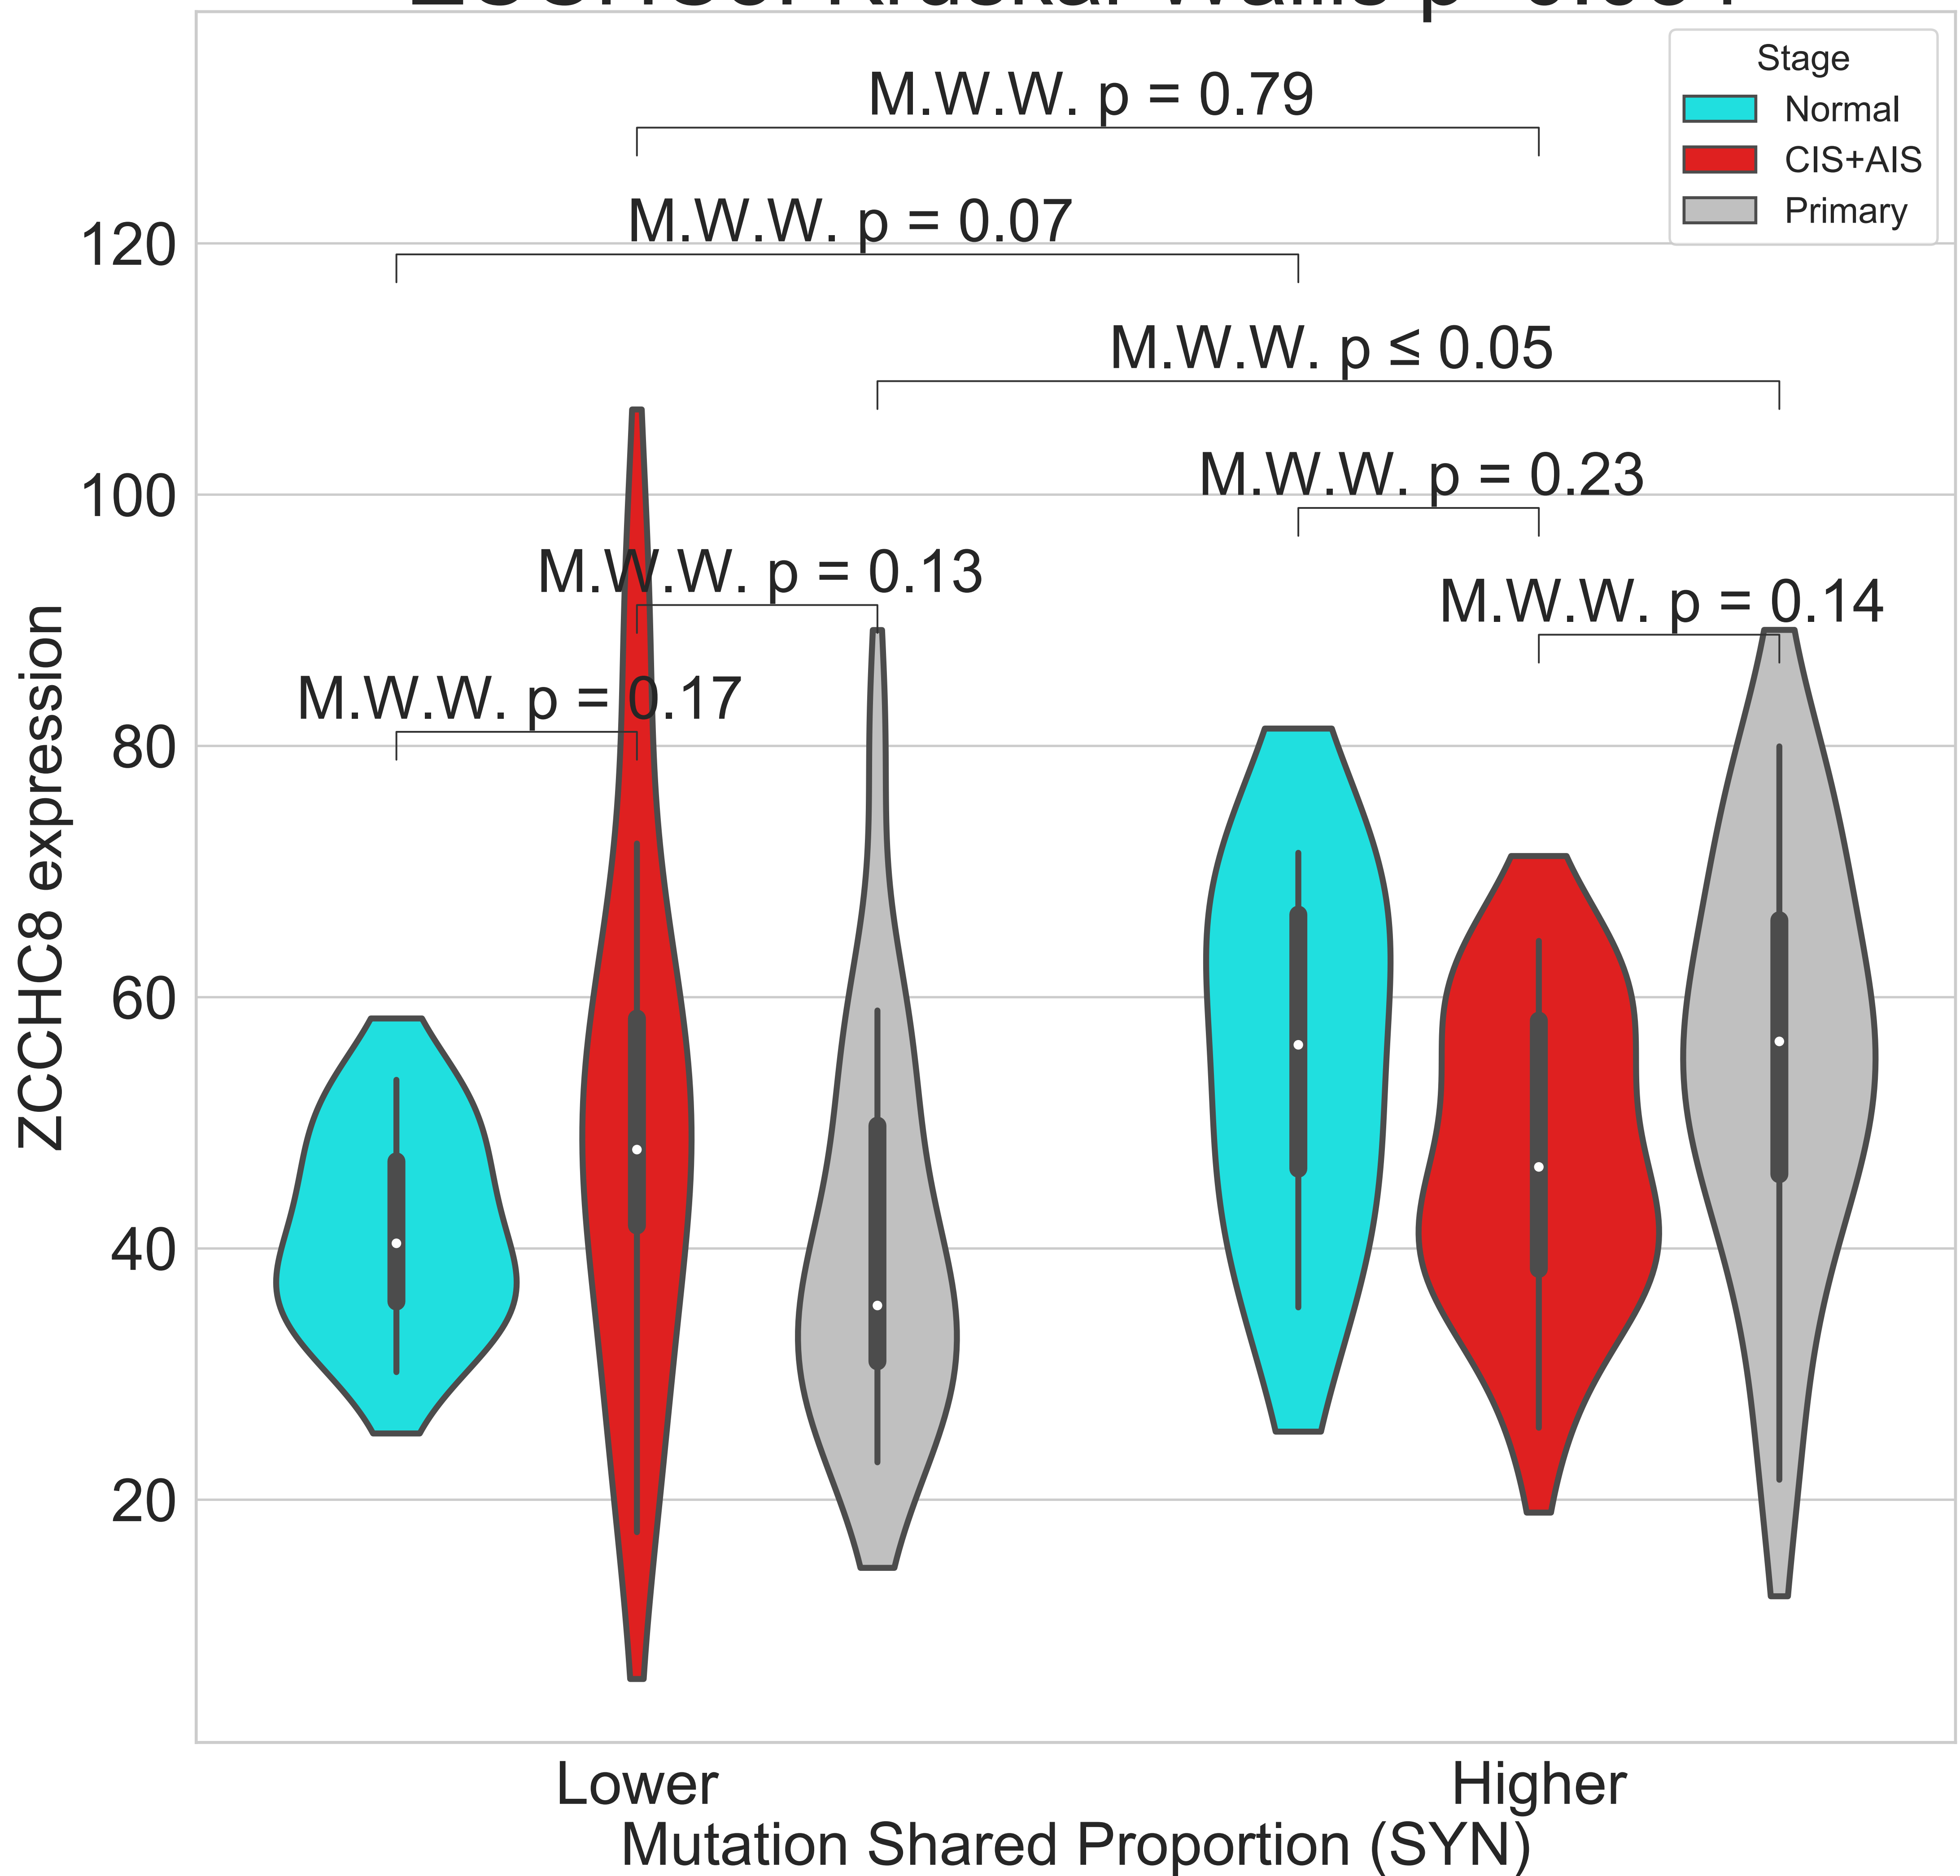 Stage
Normal
CIS+AIS
Primary
M.W.W. p = 0.79
M.W.W. p = 0.07
M.W.W. p ≤ 0.05
M.W.W. p = 0.23
M.W.W. p = 0.13
M.W.W. p = 0.14
M.W.W. p = 0.17
120
100
80
60
40
20
ZCCHC8 expression
Lower
Higher
Mutation Shared Proportion (SYN)